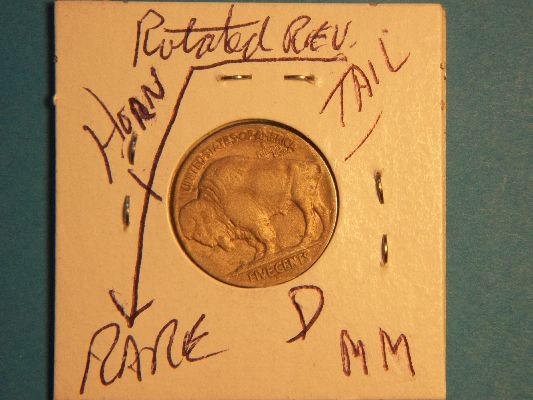 Rotated REV.
HORN
TAIL
UNITED STATES OF AMERICA
FIVE CENTS
RARE
D
MM